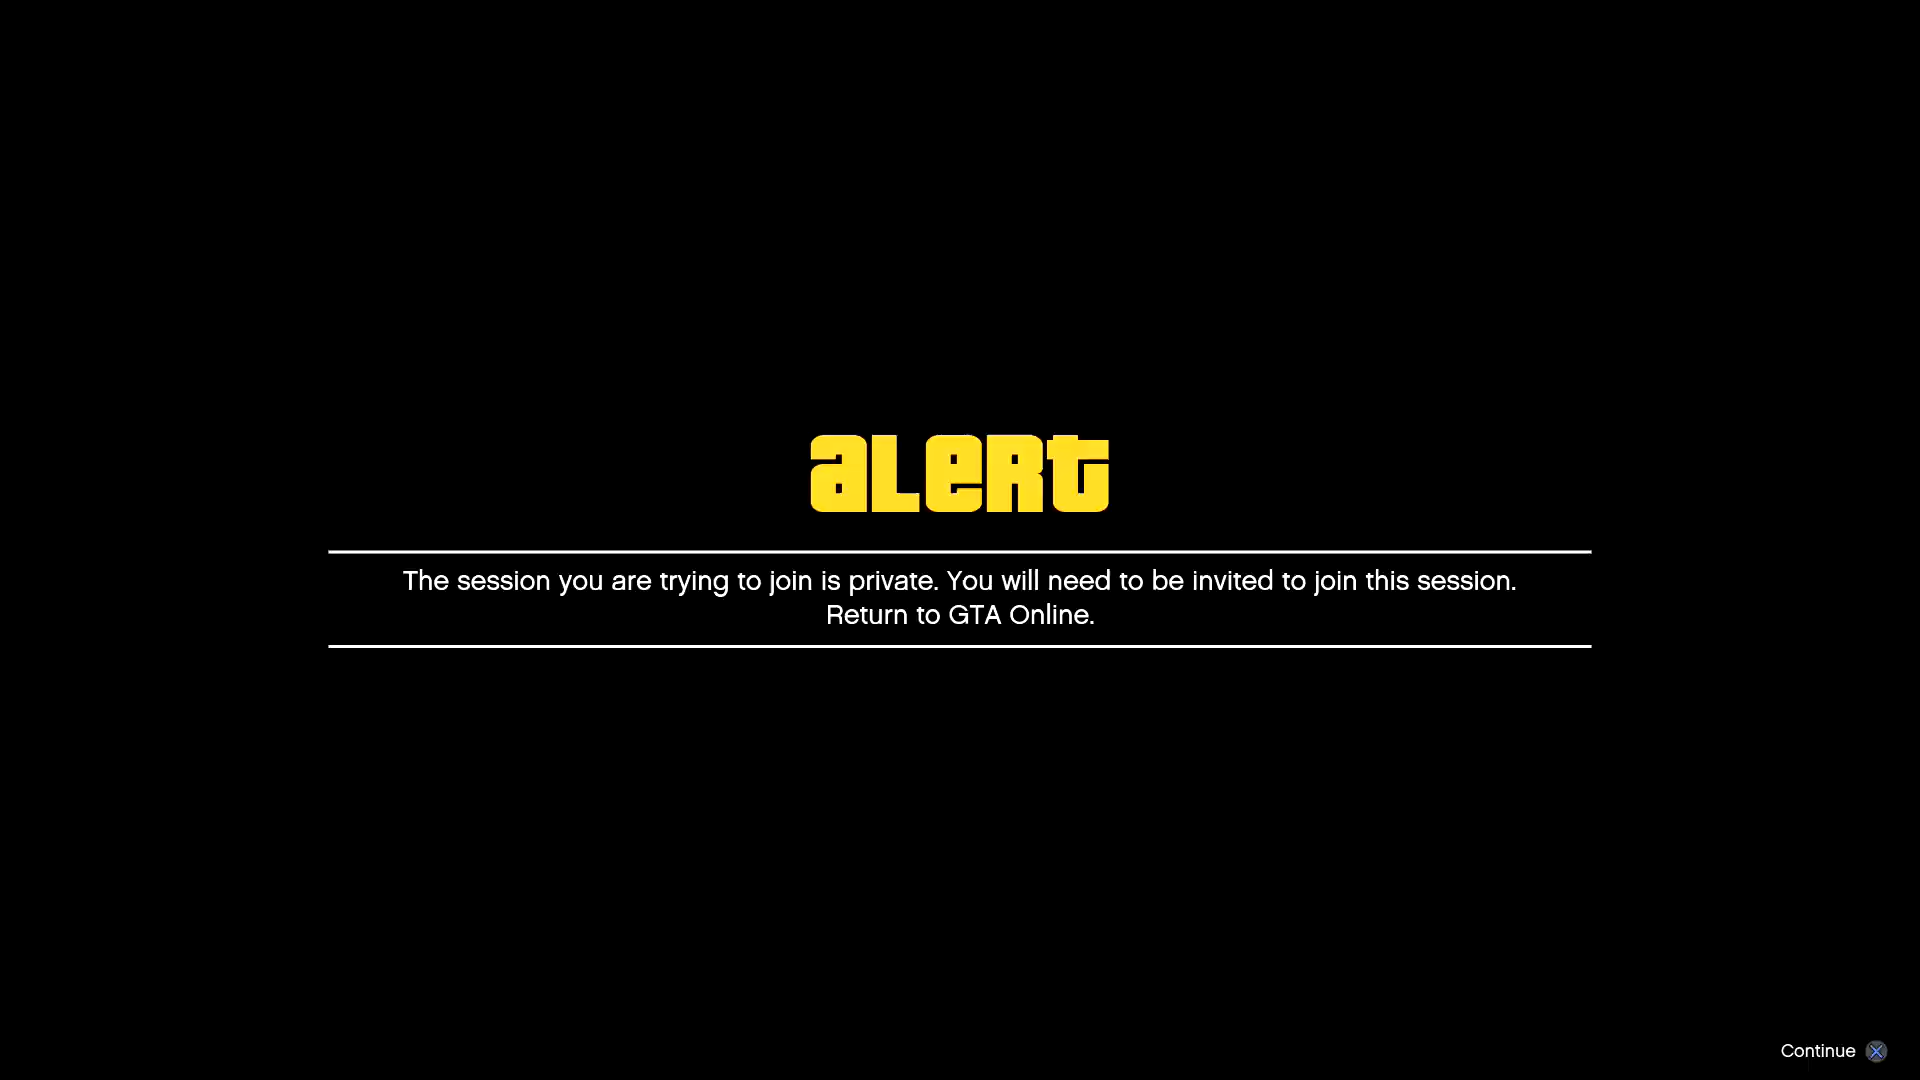 aLeRt
The session you are trying to join is private. You will need to be invited to join this session.
Return to GTA Online.
Continue